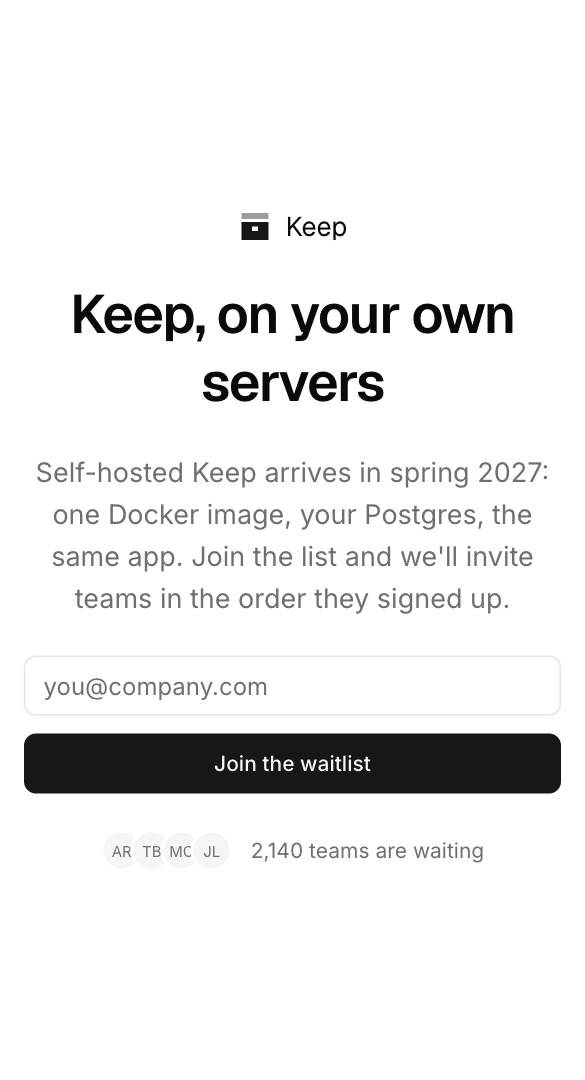 Keep
Keep, on your own
servers
Self-hosted Keep arrives in spring 2027:
one Docker image, your Postgres, the
same app. Join the list and we'll invite
teams in the order they signed up.
you@company.com
Join the waitlist
AR TB MC JL 2,140 teams are waiting